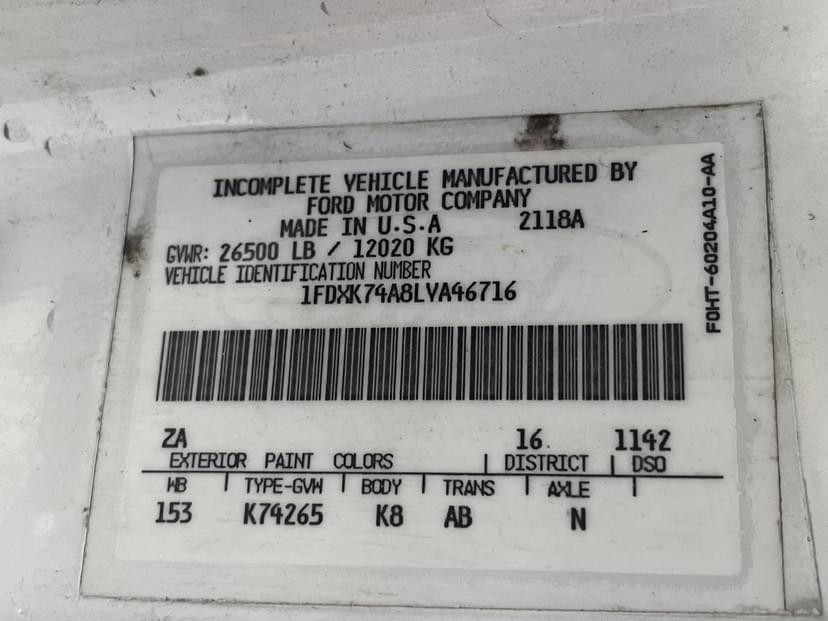 INCOMPLETE VEHICLE MANUFACTURED BY
FORD MOTOR COMPANY
MADE IN U.S.A 2118A
GVWR: 26500 LB / 12020 KG
VEHICLE IDENTIFICATION NUMBER
1FDXK74A8LVA46716
F0HT-60204A10-AA
ZA 16 1142
EXTERIOR PAINT COLORS | DISTRICT | DSO
WB | TYPE-GVW | BODY | TRANS | AXLE |
153 K74265 K8 AB N